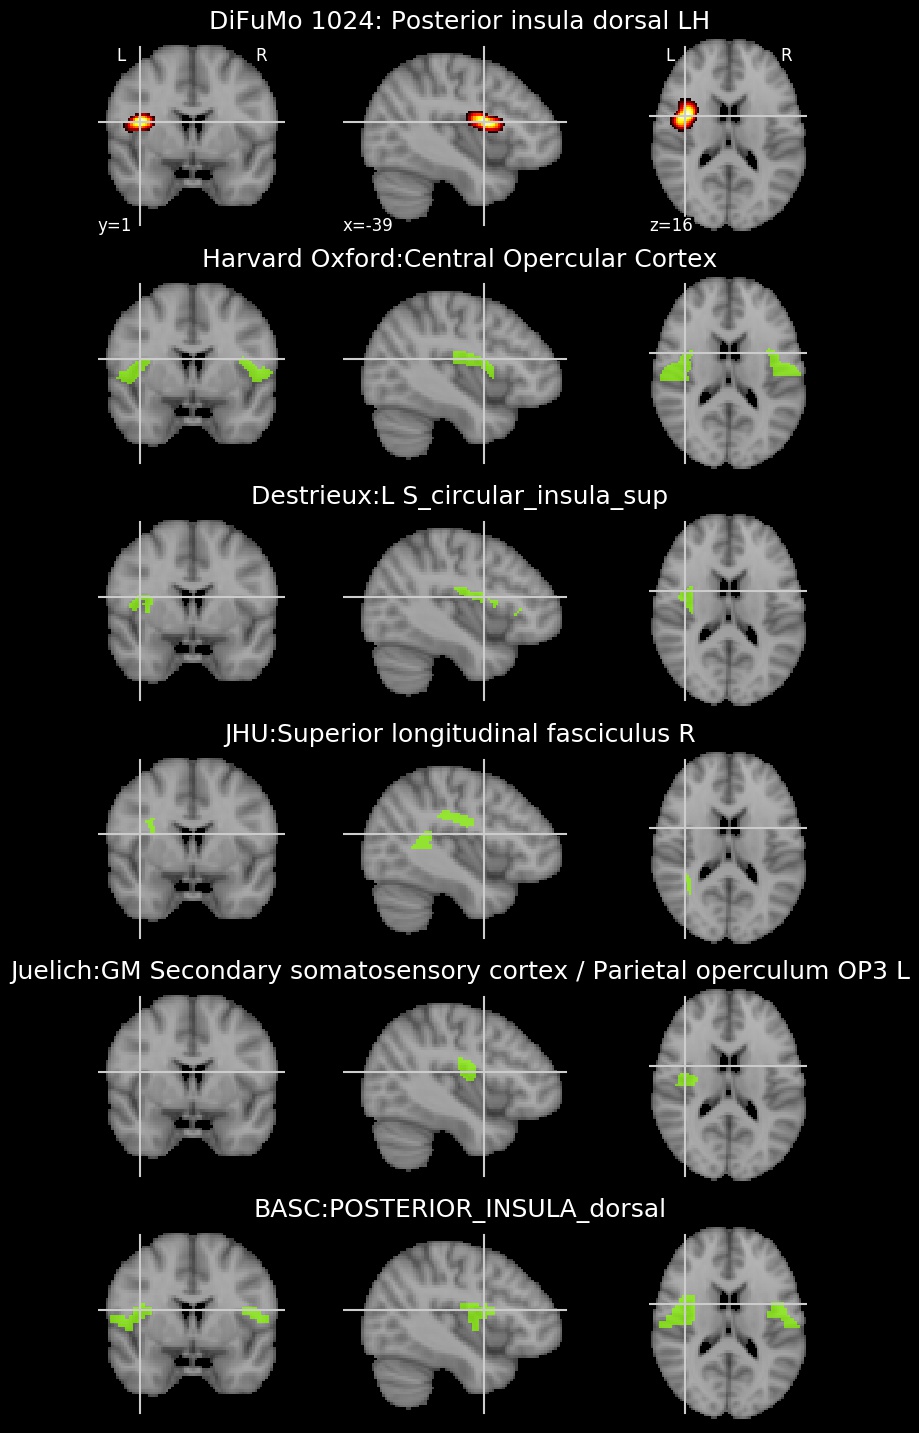 DiFuMo 1024: Posterior insula dorsal LH
L R L R
y=1 x=-39 z=16
Harvard Oxford:Central Opercular Cortex
Destrieux:L S_circular_insula_sup
JHU:Superior longitudinal fasciculus R
Juelich:GM Secondary somatosensory cortex / Parietal operculum OP3 L
BASC:POSTERIOR_INSULA_dorsal